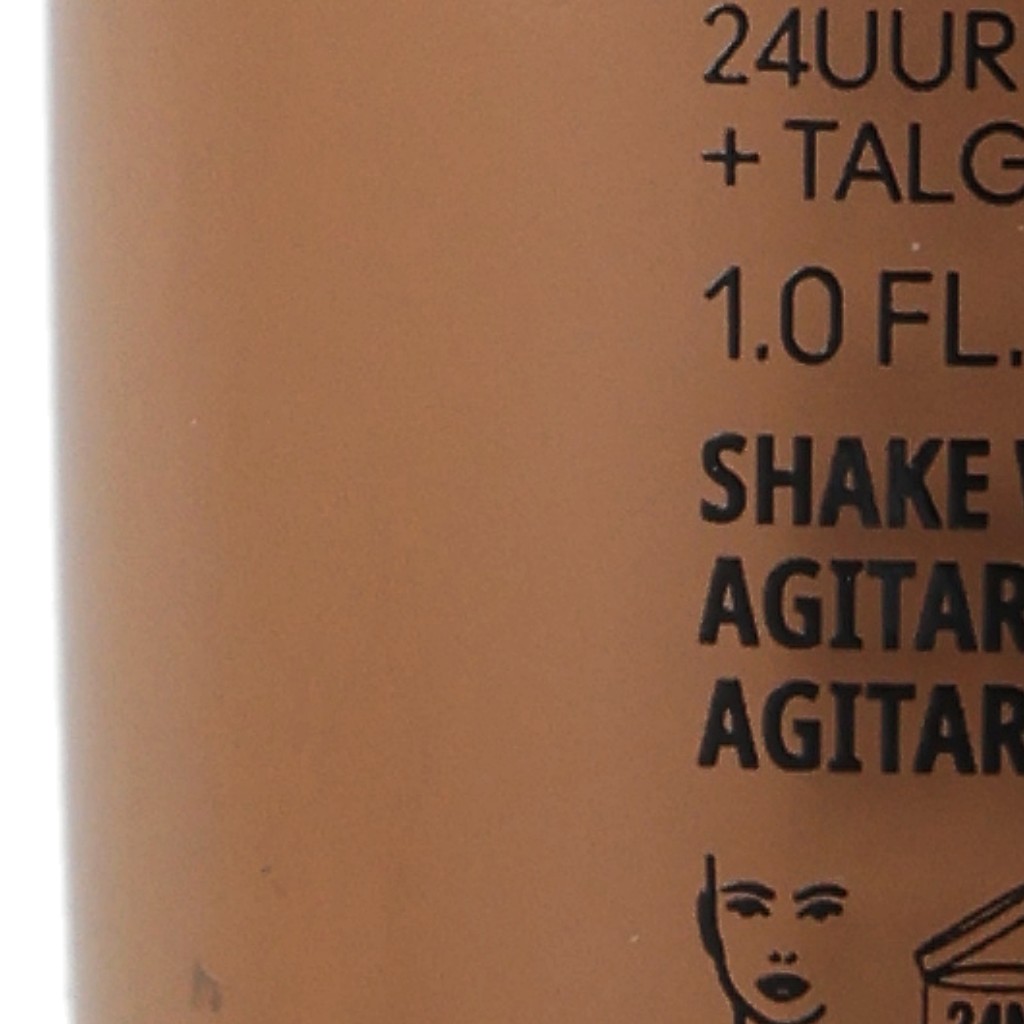 24UUR
+ TALG
1.0 FL.
SHAKE
AGITAR
AGITAR